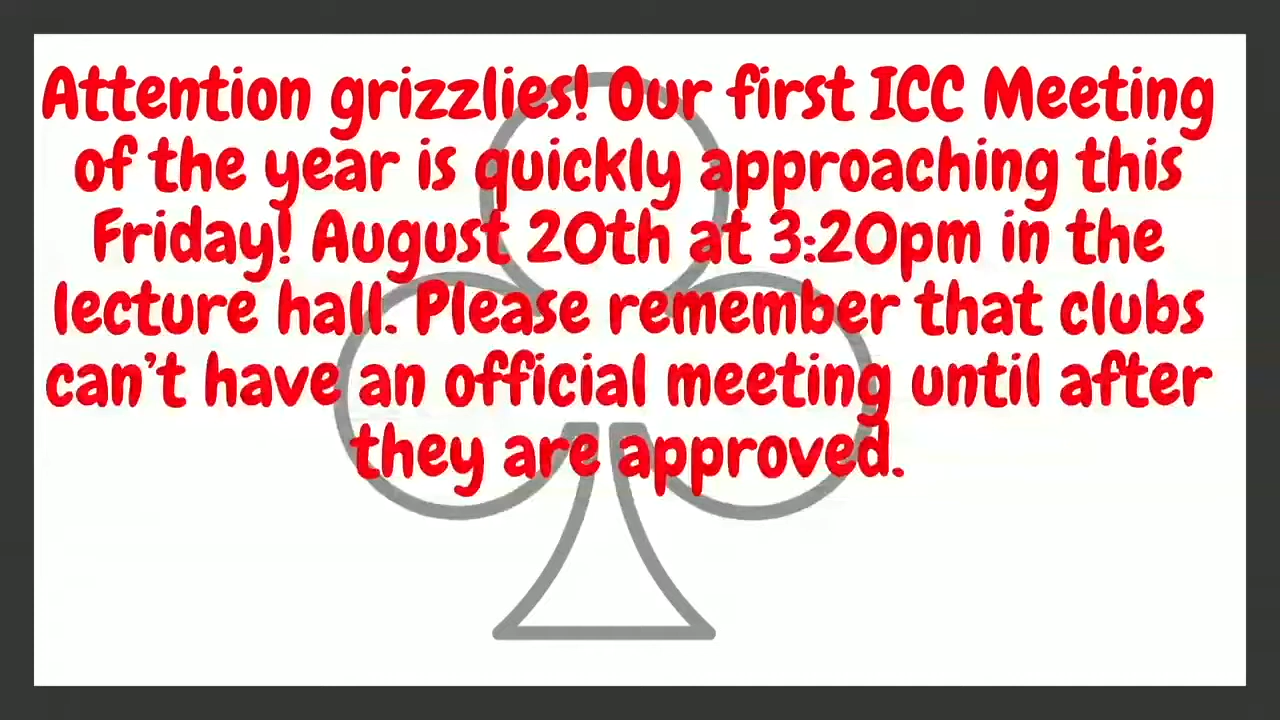 Attention grizzlies! Our first ICC Meeting
of the year is quickly approaching this
Friday! August 20th at 3:20pm in the
lecture hall. Please remember that clubs
can't have an official meeting until after
they are approved.